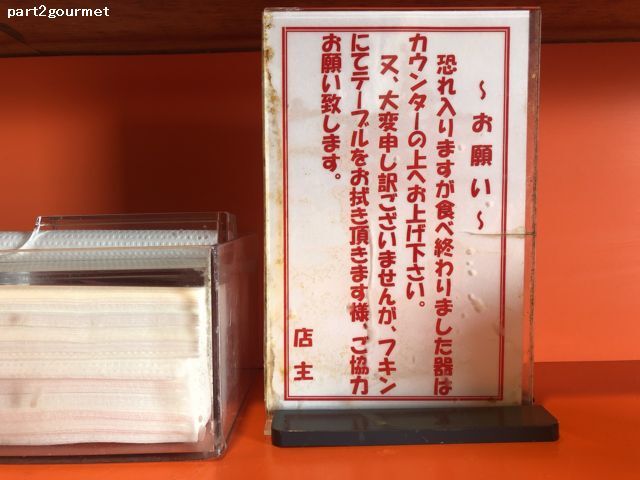 part2gourmet
～お願い～
恐れ入りますが食べ終わりました器は
カウンターの上へお上げ下さい。
又、大変申し訳ございませんが、フキン
にてテーブルをお拭き頂きます様、ご協力
お願い致します。
店主